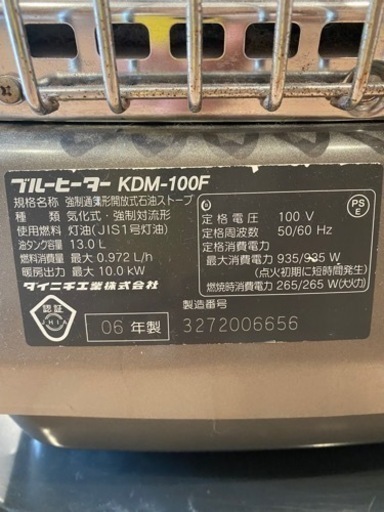 ブルーヒーター KDM-100F
規格名称 強制通気形開放式石油ストーブ
種類 気化式・強制対流形
使用燃料 灯油(JIS1号灯油)
油タンク容量 13.0L
燃料消費量 最大 0.972 L/h
暖房出力 最大 10.0 kW
ダイニチ工業株式会社
認証
JHIA
06 年製
PS
E
定格電圧 100 V
定格周波数 50/60 Hz
定格消費電力
最大消費電力 935/935 W
(点火初期に短時間発生)
燃焼時消費電力 265/265 W(大火力)
製造番号
3272006656